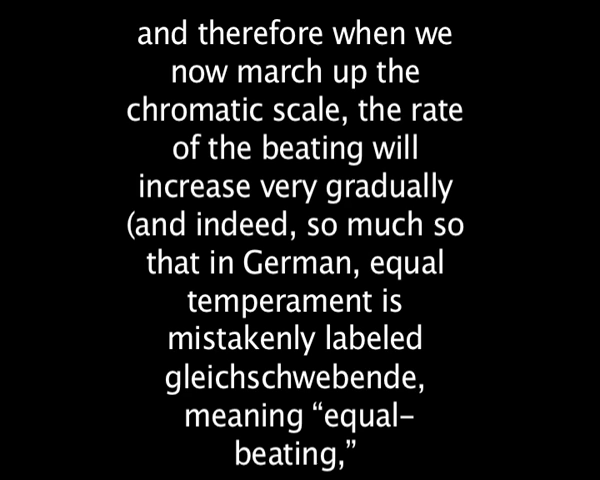 and therefore when we
now march up the
chromatic scale, the rate
of the beating will
increase very gradually
(and indeed, so much so
that in German, equal
temperament is
mistakenly labeled
gleichschwebende,
meaning “equal–
beating,”